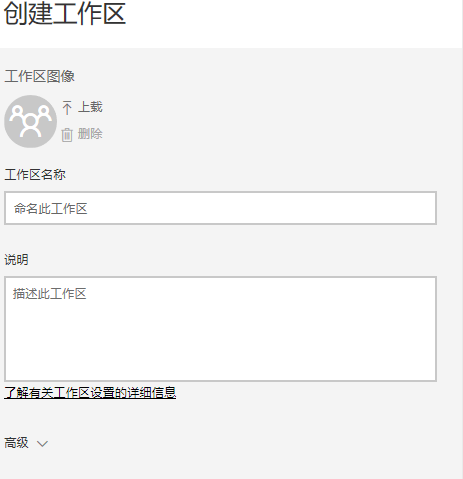 创建工作区
工作区图像
上载
删除
工作区名称
命名此工作区
说明
描述此工作区
了解有关工作区设置的详细信息
高级